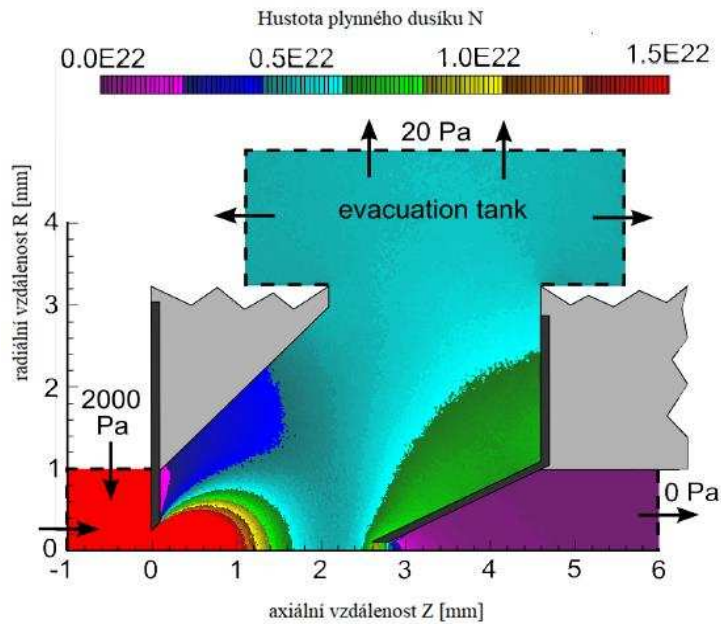 Hustota plynného dusíku N
0.0E22 0.5E22 1.0E22 1.5E22
20 Pa
evacuation tank
radiální vzdálenost R [mm]
4
3
2
1
0
2000
Pa
0 Pa
-1 0 1 2 3 4 5 6
axiální vzdálenost Z [mm]